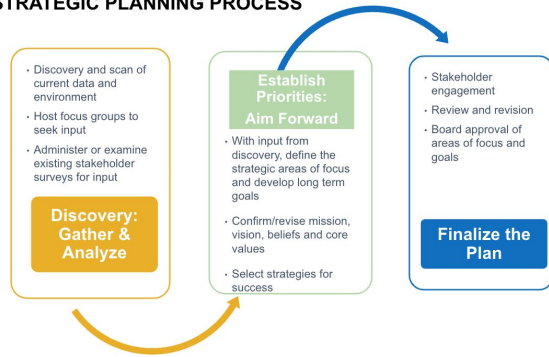 STRATEGIC PLANNING PROCESS
• Discovery and scan of
current data and
environment
• Host focus groups to
seek input
• Administer or examine
existing stakeholder
surveys for input
Discovery:
Gather &
Analyze
Establish
Priorities:
Aim Forward
• With input from
discovery, define the
strategic areas of focus
and develop long term
goals
• Confirm/revise mission,
vision, beliefs and core
values
• Select strategies for
success
• Stakeholder
engagement
• Review and revision
• Board approval of
areas of focus and
goals
Finalize the
Plan